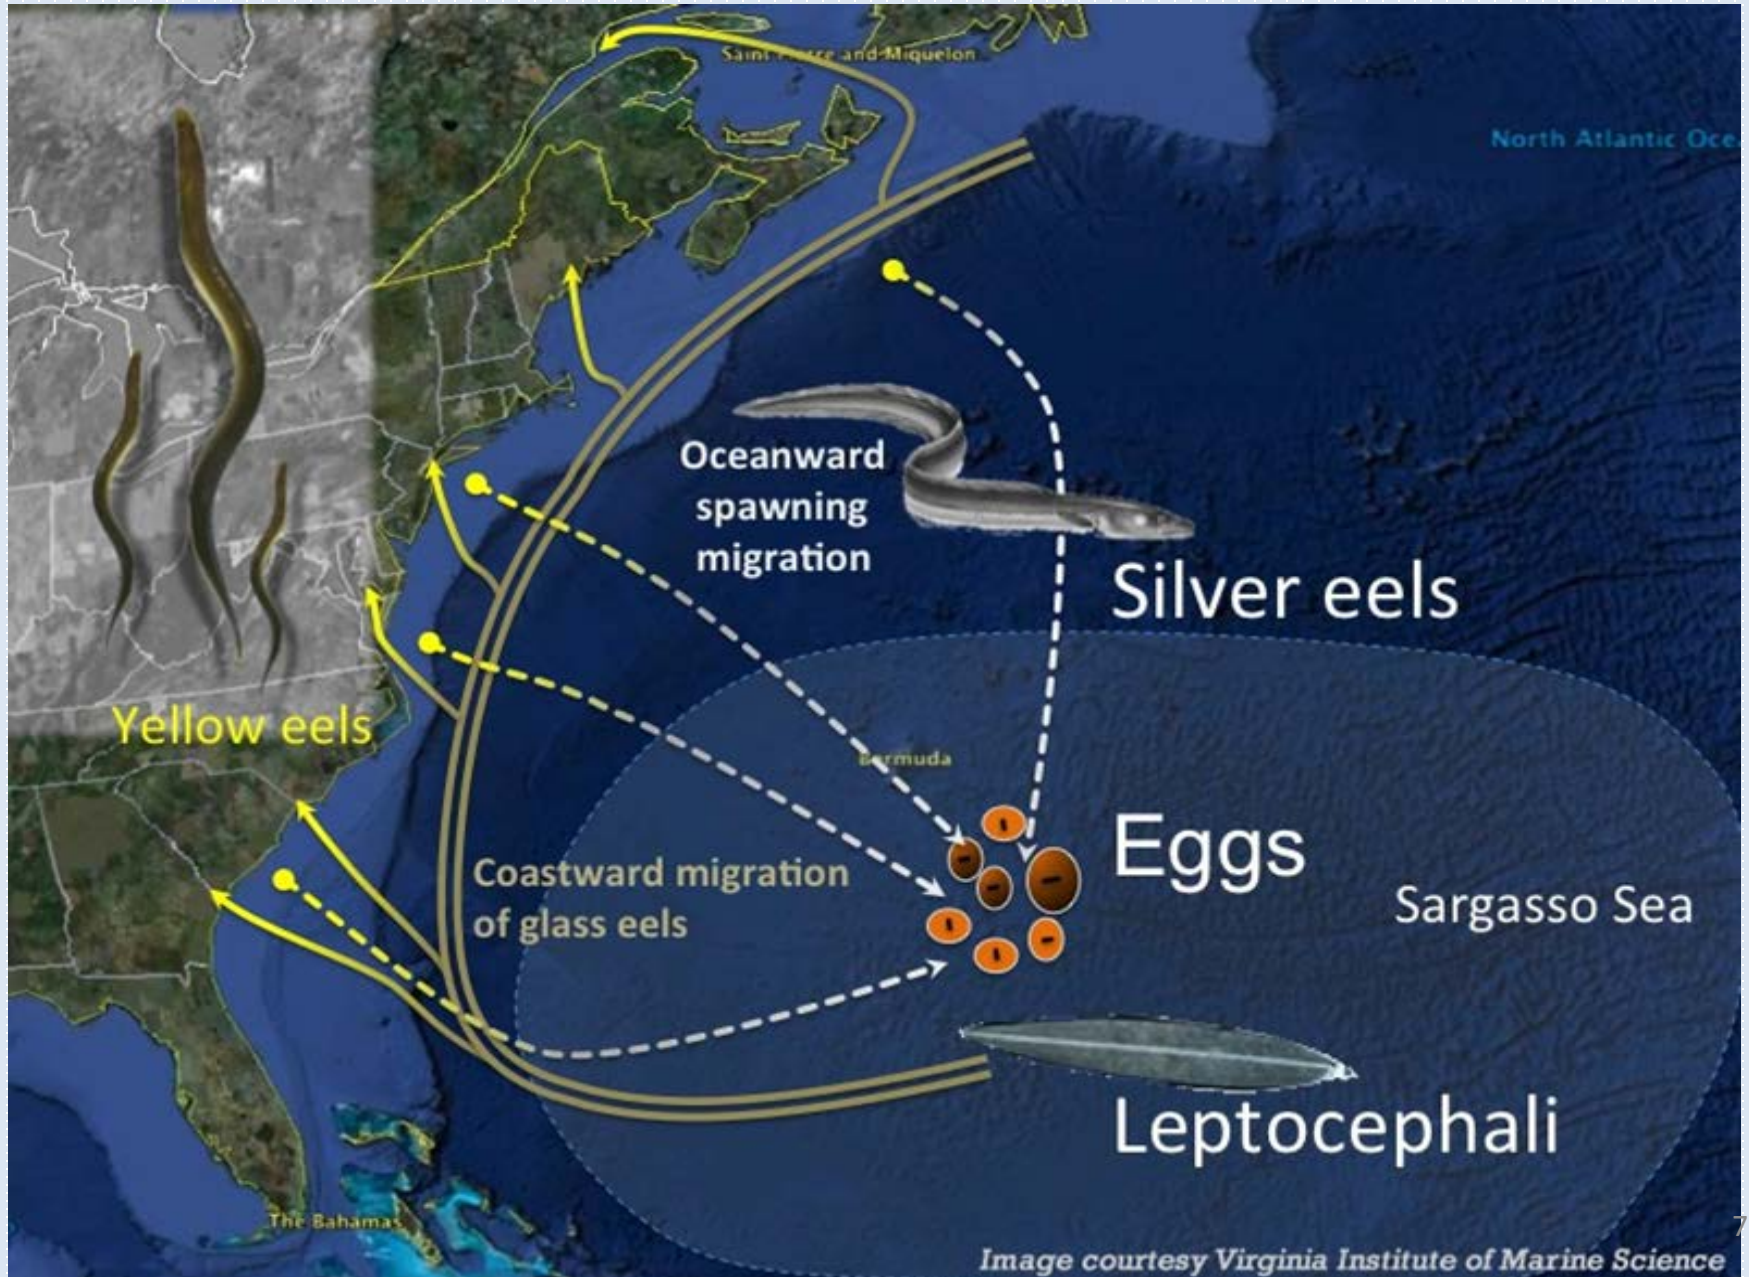 Saint Pierre and Miquelon
North Atlantic Oce
Oceanward
spawning
migration
Silver eels
Yellow eels
Bermuda
Eggs
Coastward migration
of glass eels
Sargasso Sea
Leptocephali
The Bahamas
7
Image courtesy Virginia Institute of Marine Science